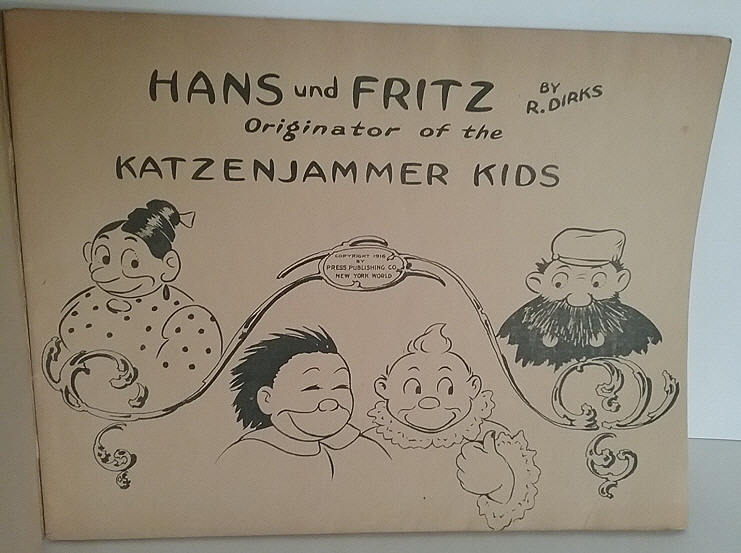 HANS und FRITZ BY R. DIRKS
Originator of the
KATZENJAMMER KIDS
COPYRIGHT 1916
BY
PRESS PUBLISHING CO
NEW YORK WORLD